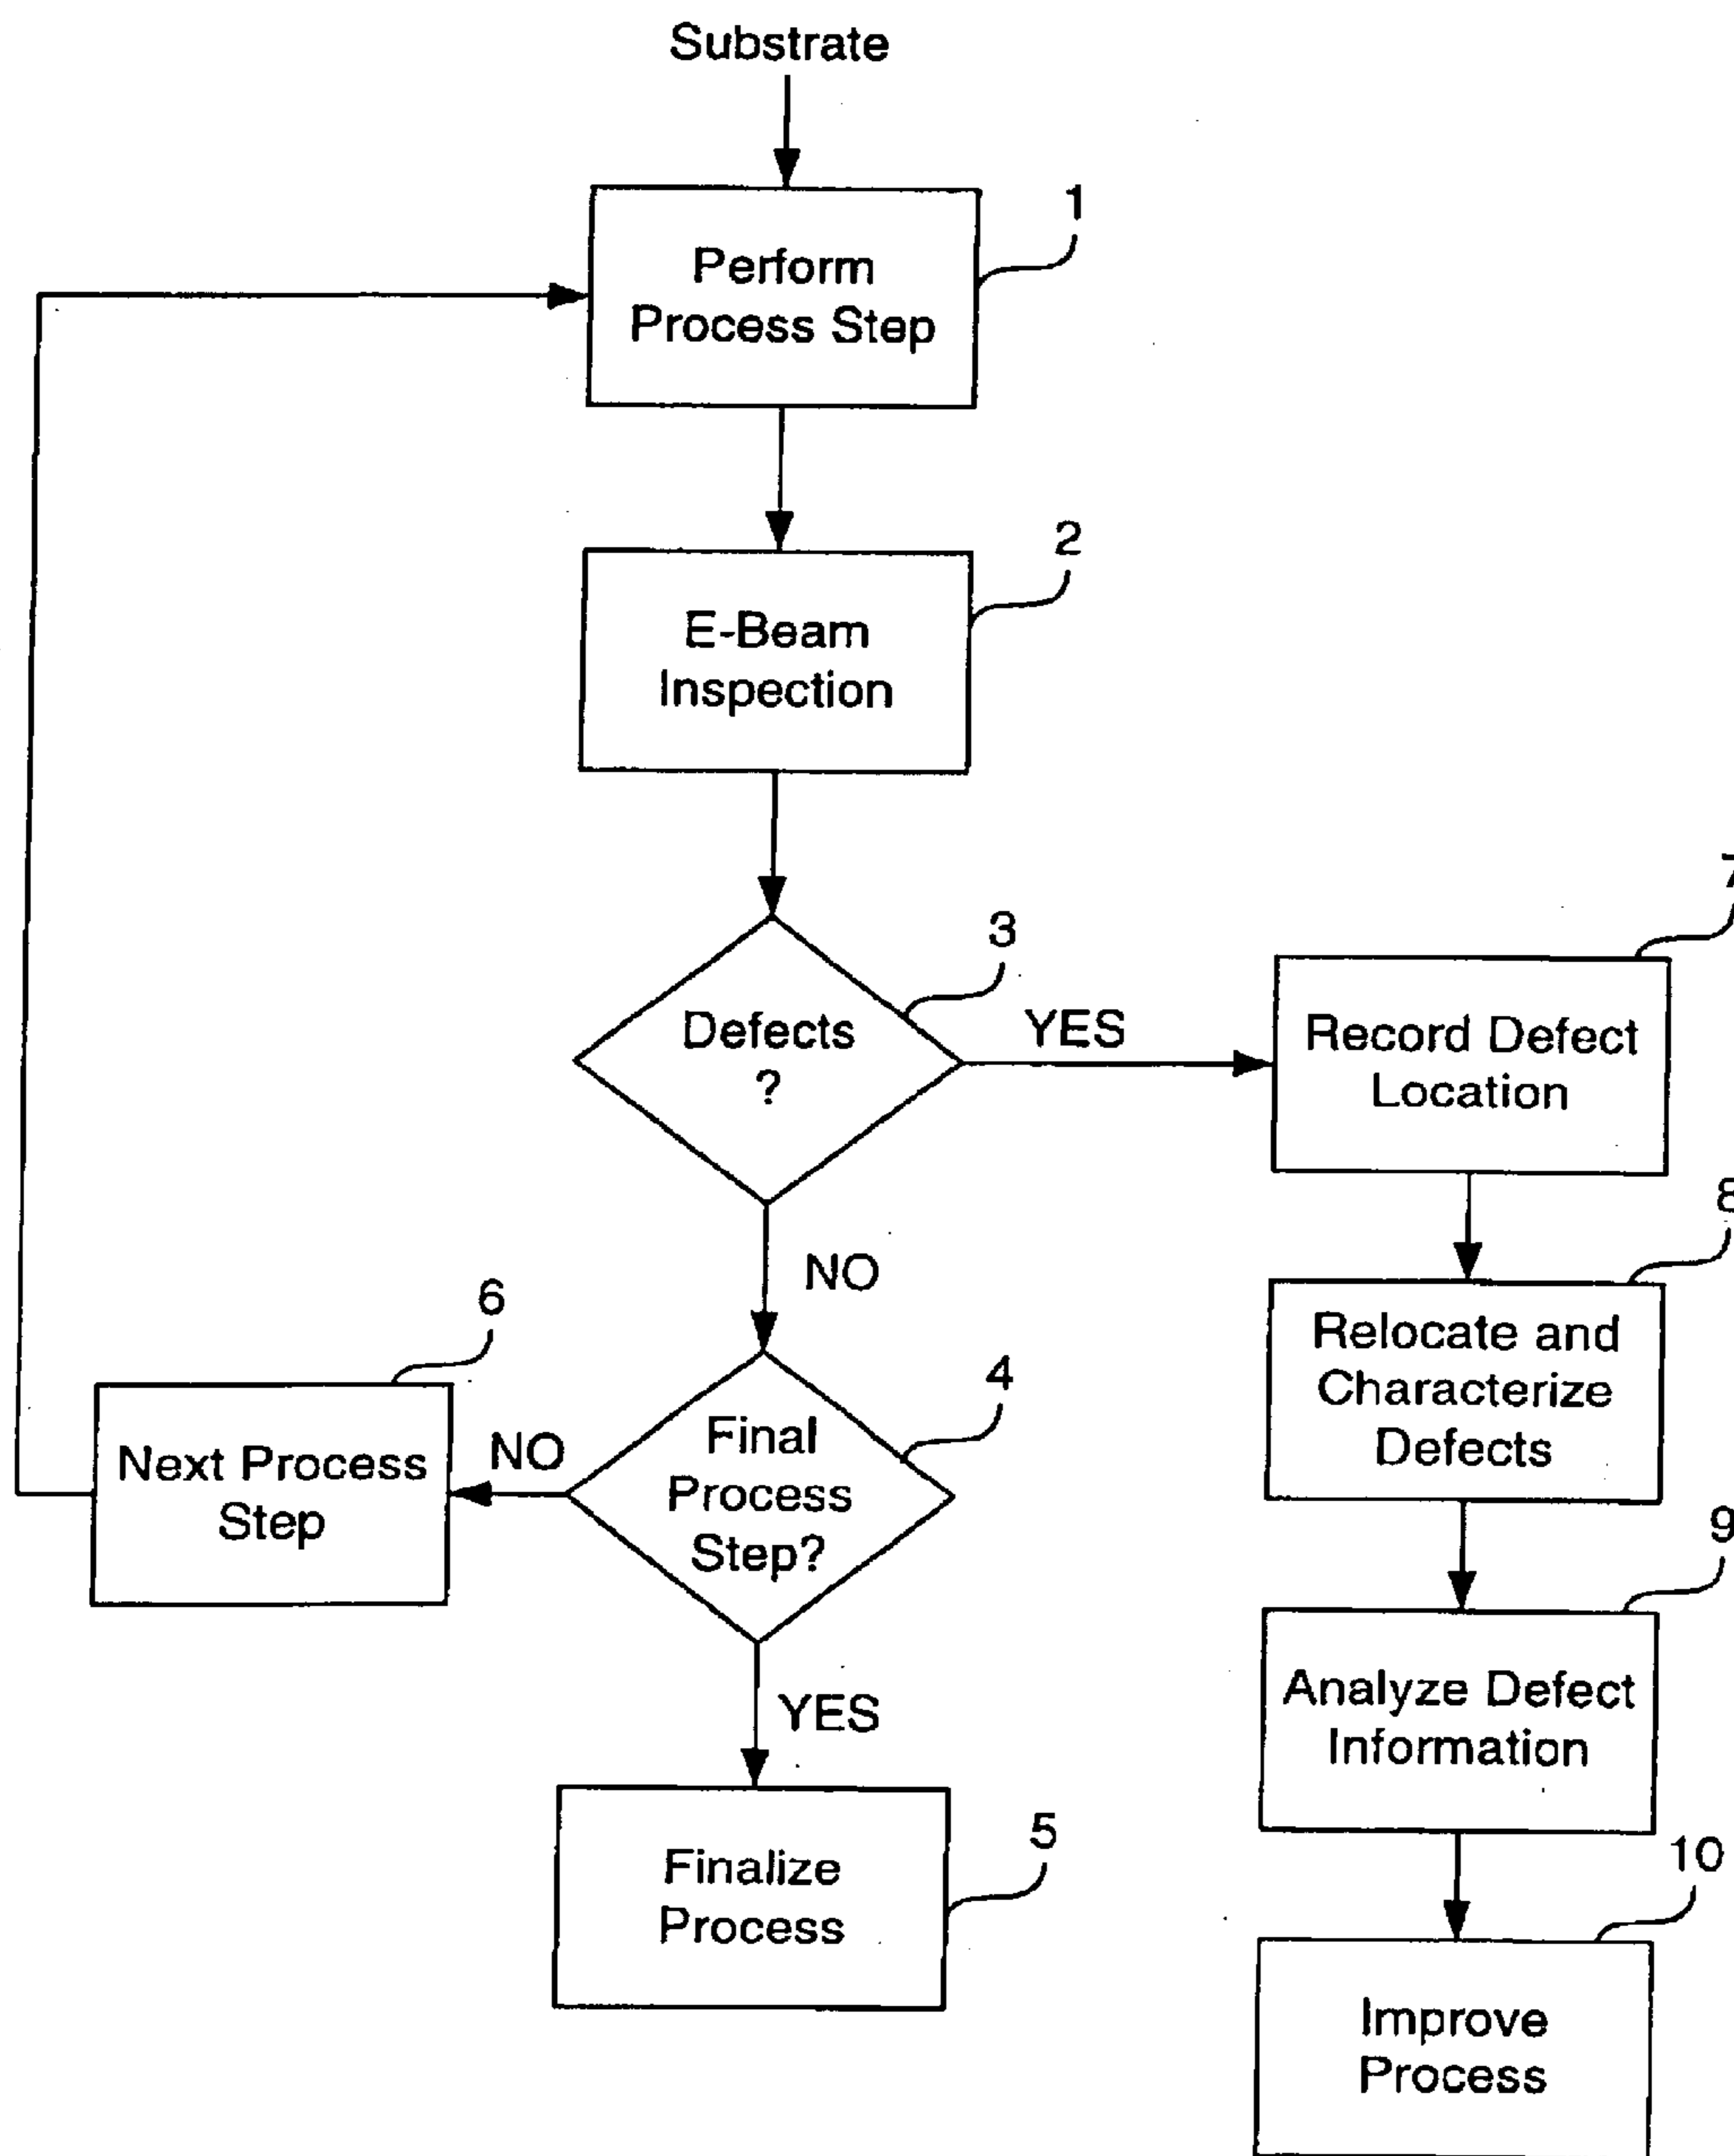 Substrate
1
Perform
Process Step
2
E-Beam
Inspection
3
Defects
?
YES
7
Record Defect
Location
NO
8
Relocate and
Characterize
Defects
6
Next Process
Step
NO
4
Final
Process
Step?
9
Analyze Defect
Information
YES
5
Finalize
Process
10
Improve
Process